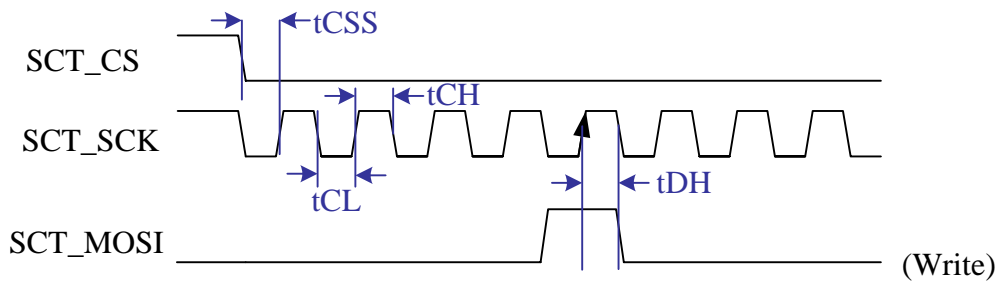 tCSS
SCT_CS
tCH
SCT_SCK
tDH
tCL
SCT_MOSI
(Write)